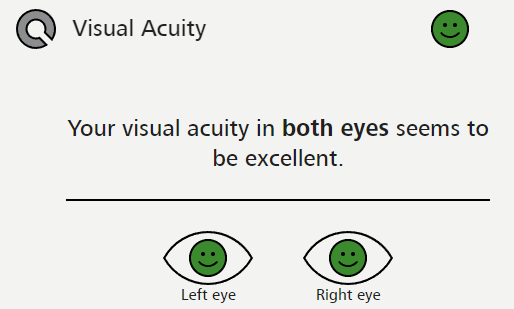 Visual Acuity
Your visual acuity in both eyes seems to
be excellent.
Left eye
Right eye